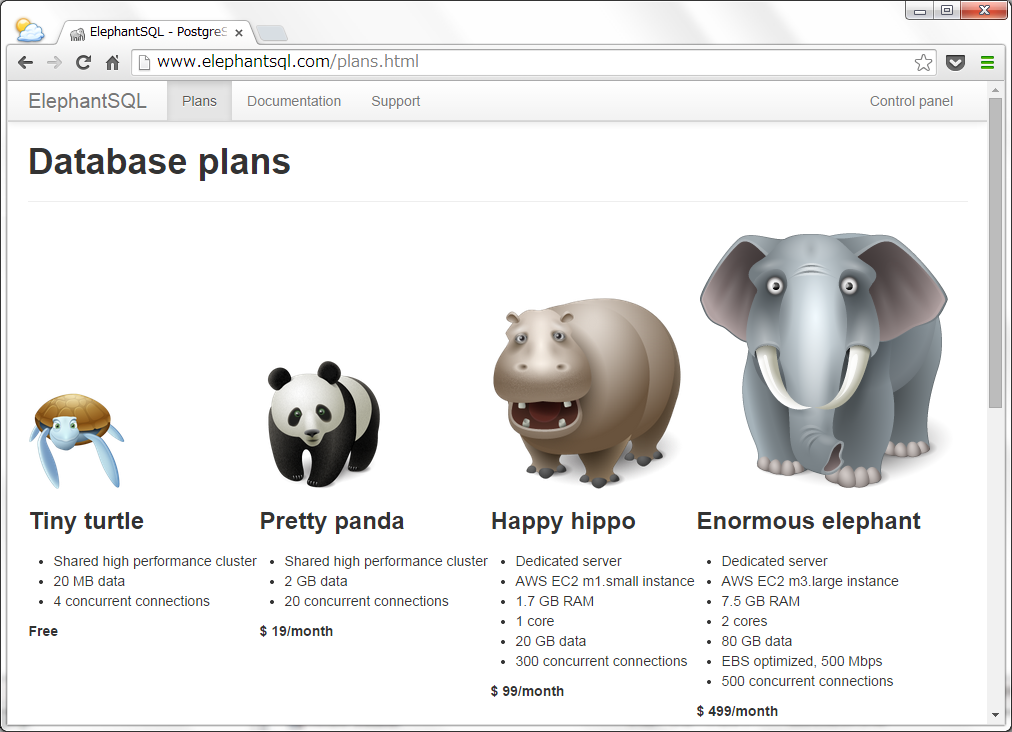 ElephantSQL - PostgreS
www.elephantsql.com/plans.html
ElephantSQL Plans Documentation Support Control panel
Database plans
Tiny turtle
Shared high performance cluster
20 MB data
4 concurrent connections
Free
Pretty panda
Shared high performance cluster
2 GB data
20 concurrent connections
$ 19/month
Happy hippo
Dedicated server
AWS EC2 m1.small instance
1.7 GB RAM
1 core
20 GB data
300 concurrent connections
$ 99/month
Enormous elephant
Dedicated server
AWS EC2 m3.large instance
7.5 GB RAM
2 cores
80 GB data
EBS optimized, 500 Mbps
500 concurrent connections
$ 499/month